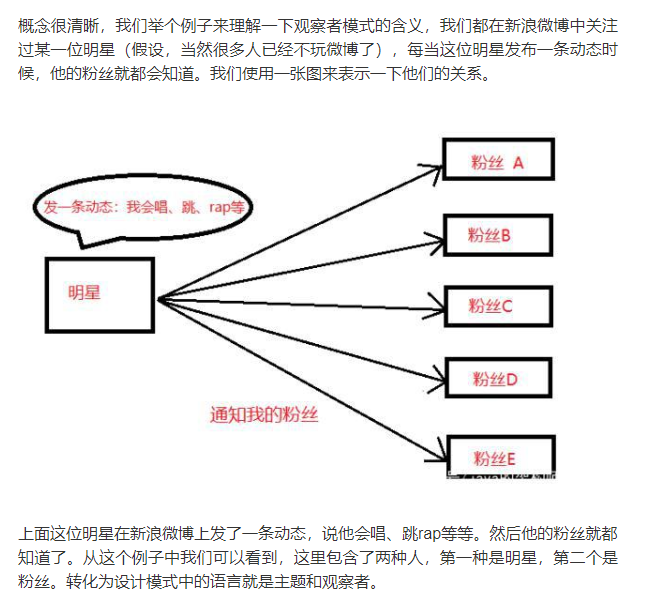 概念很清晰，我们举个例子来理解一下观察者模式的含义，我们都在新浪微博中关注
过某一位明星（假设，当然很多人已经不玩微博了），每当这位明星发布一条动态时
候，他的粉丝就都会知道。我们使用一张图来表示一下他们的关系。
粉丝 A
发一条动态：我会唱、跳、rap等
粉丝B
明星
粉丝C
粉丝D
通知我的粉丝
粉丝E
上面这位明星在新浪微博上发了一条动态，说他会唱、跳rap等等。然后他的粉丝就都
知道了。从这个例子中我们可以看到，这里包含了两种人，第一种是明星，第二个是
粉丝。转化为设计模式中的语言就是主题和观察者。